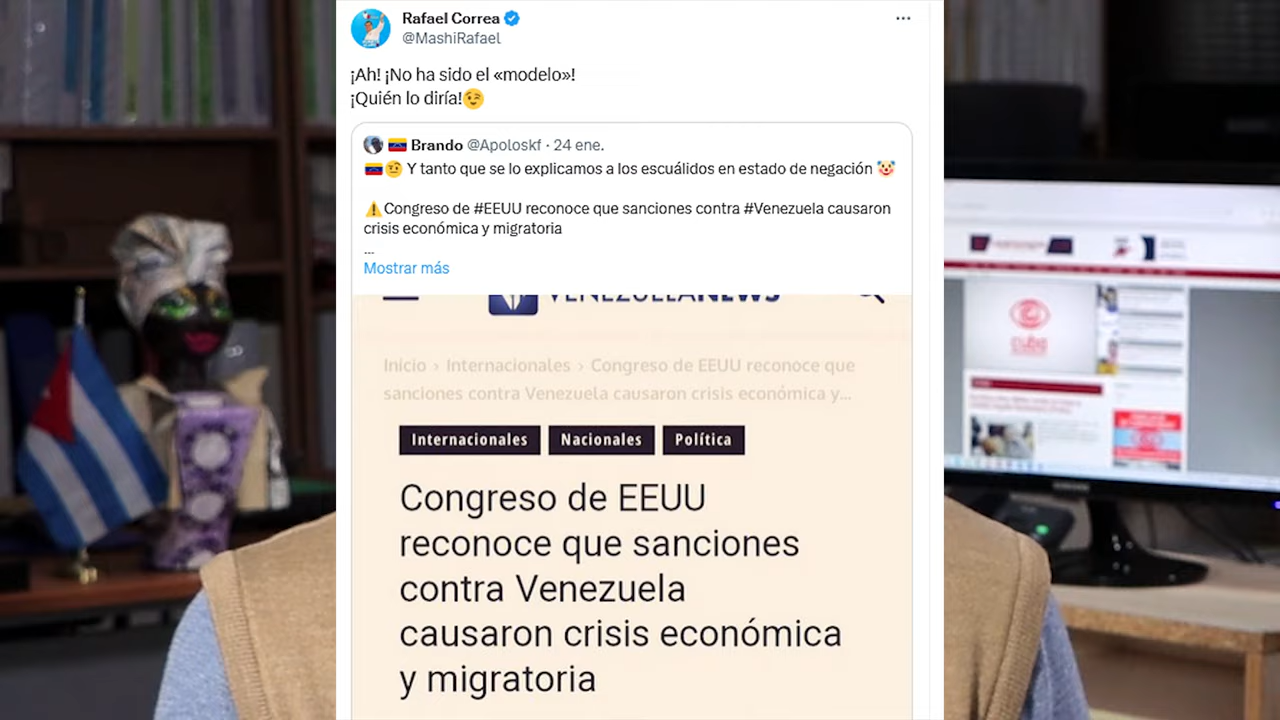 Rafael Correa
@MashiRafael
¡Ah! ¡No ha sido el «modelo»!
¡Quién lo diría!😉
🇻🇪 Brando @Apoloskf · 24 ene.
🇻🇪🤨 Y tanto que se lo explicamos a los escuálidos en estado de negación 🤡
⚠️Congreso de #EEUU reconoce que sanciones contra #Venezuela causaron
crisis económica y migratoria
...
Mostrar más
VENEZUELANEWS
Inicio › Internacionales › Congreso de EEUU reconoce que
sanciones contra Venezuela causaron crisis económica y...
Internacionales Nacionales Política
Congreso de EEUU
reconoce que sanciones
contra Venezuela
causaron crisis económica
y migratoria
cuba